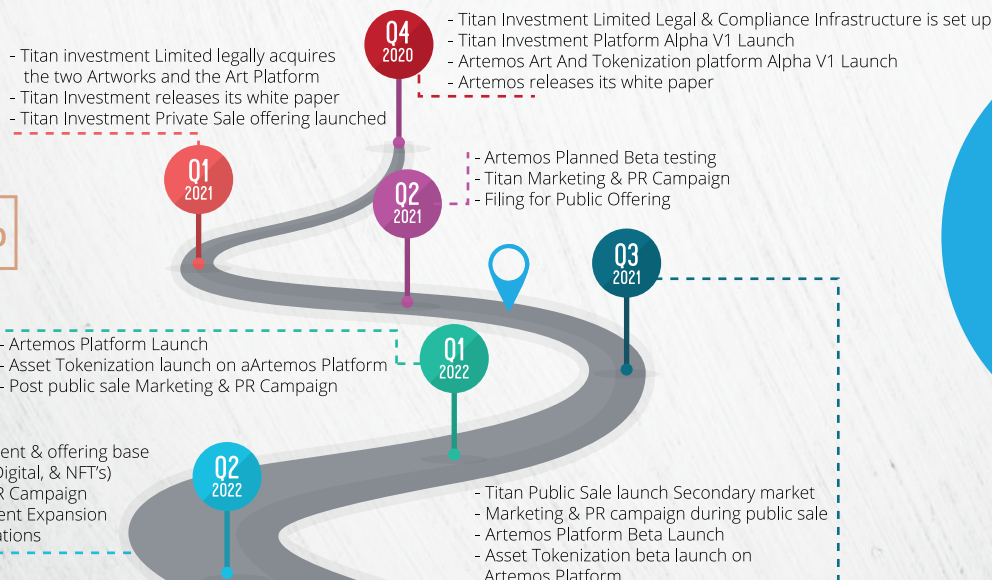 Q4
2020
- Titan Investment Limited Legal & Compliance Infrastructure is set up
- Titan Investment Platform Alpha V1 Launch
- Artemos Art And Tokenization platform Alpha V1 Launch
- Artemos releases its white paper
- Titan investment Limited legally acquires
the two Artworks and the Art Platform
- Titan Investment releases its white paper
- Titan Investment Private Sale offering launched
Q1
2021
Q2
2021
- Artemos Planned Beta testing
- Titan Marketing & PR Campaign
- Filing for Public Offering
Q3
2021
- Artemos Platform Launch
- Asset Tokenization launch on aArtemos Platform
- Post public sale Marketing & PR Campaign
Q1
2022
ent & offering base
Digital, & NFT's)
R Campaign
ent Expansion
ations
Q2
2022
- Titan Public Sale launch Secondary market
- Marketing & PR campaign during public sale
- Artemos Platform Beta Launch
- Asset Tokenization beta launch on
Artemos Platform